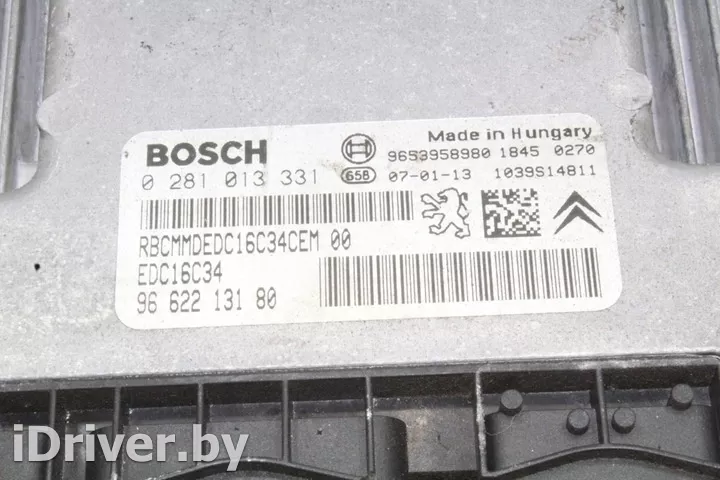 BOSCH
Made in Hungary
9653958980 1845 0270
0 281 013 331 65B 07-01-13 1039S14811
RBCMMDEDC16C34CEM 00
EDC16C34
96 622 131 80
iDriver.by